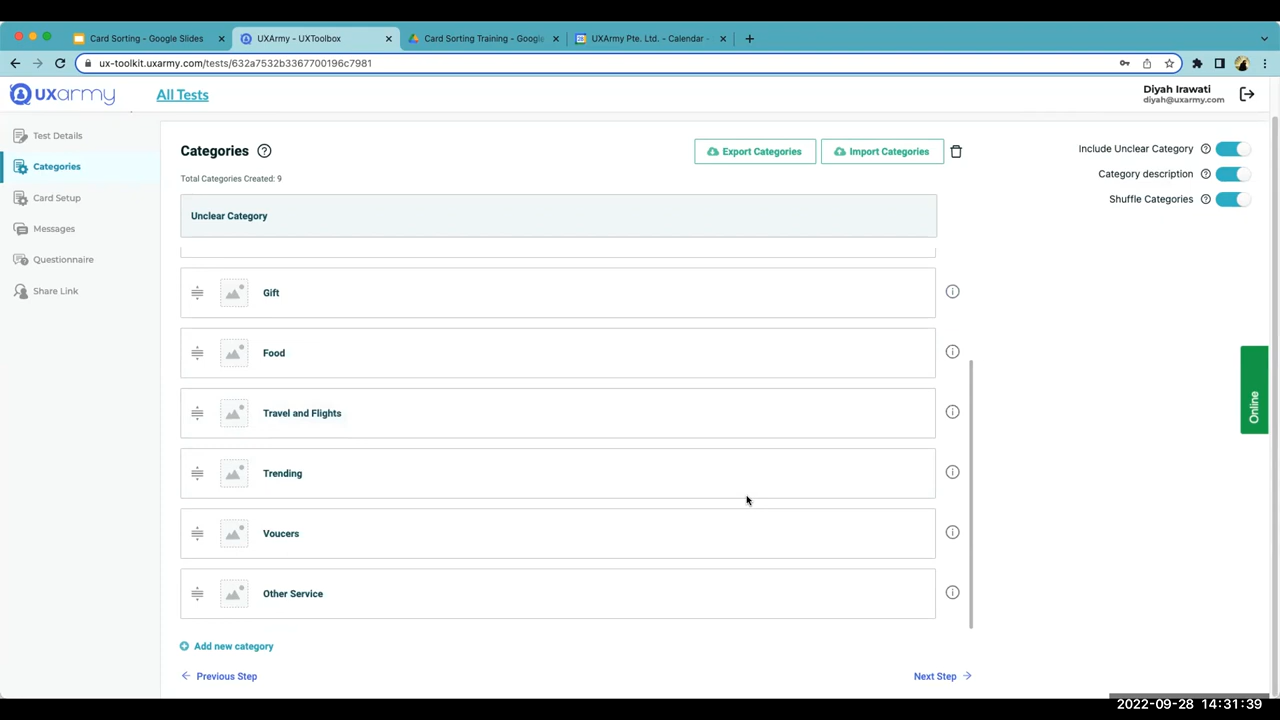 Card Sorting - Google Slides
UXArmy - UXToolbox
Card Sorting Training - Google
UXArmy Pte. Ltd. - Calendar -
ux-toolkit.uxarmy.com/tests/632a7532b3367700196c7981
uxarmy
All Tests
Diyah Irawati
diyah@uxarmy.com
Test Details
Categories
Card Setup
Messages
Questionnaire
Share Link
Categories
Export Categories
Import Categories
Total Categories Created: 9
Include Unclear Category
Category description
Shuffle Categories
Unclear Category
Gift
Food
Travel and Flights
Trending
Voucers
Other Service
Add new category
Previous Step
Next Step
Online
2022-09-28 14:31:39